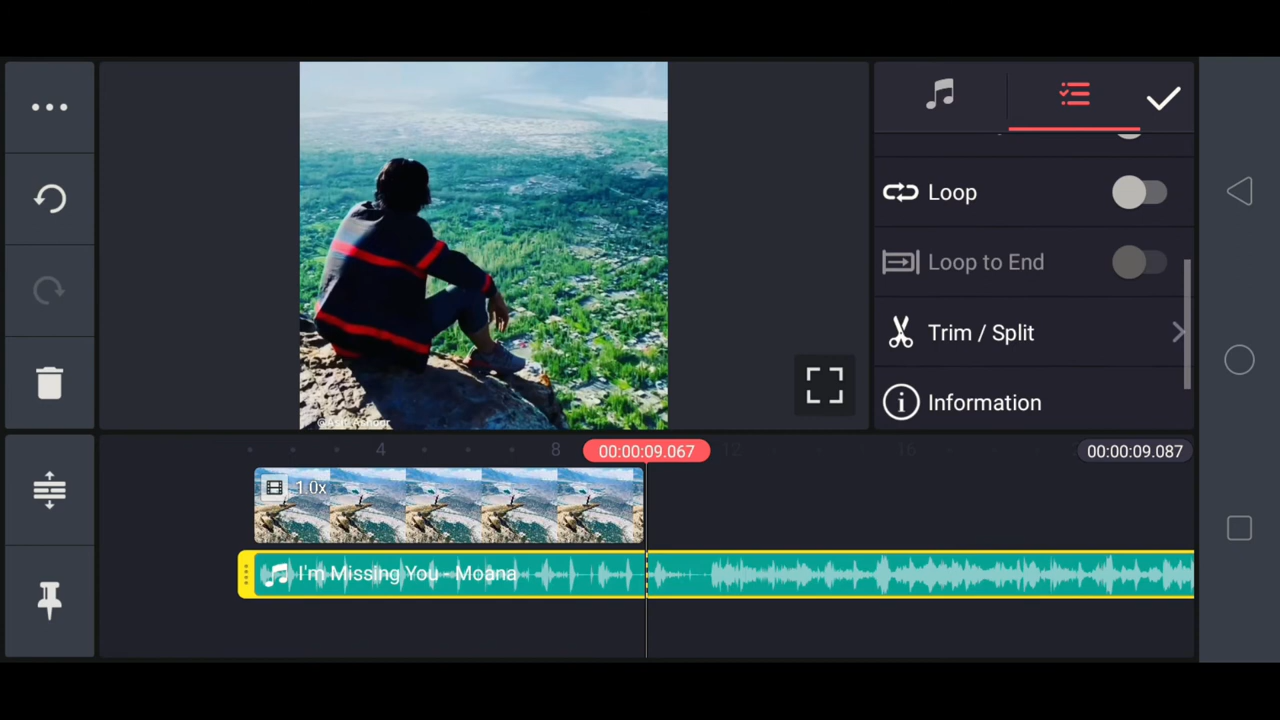 Loop
Loop to End
Trim / Split
Information
4
8
00:00:09.067
12
16
00:00:09.087
1.0x
I'm Missing You - Moana